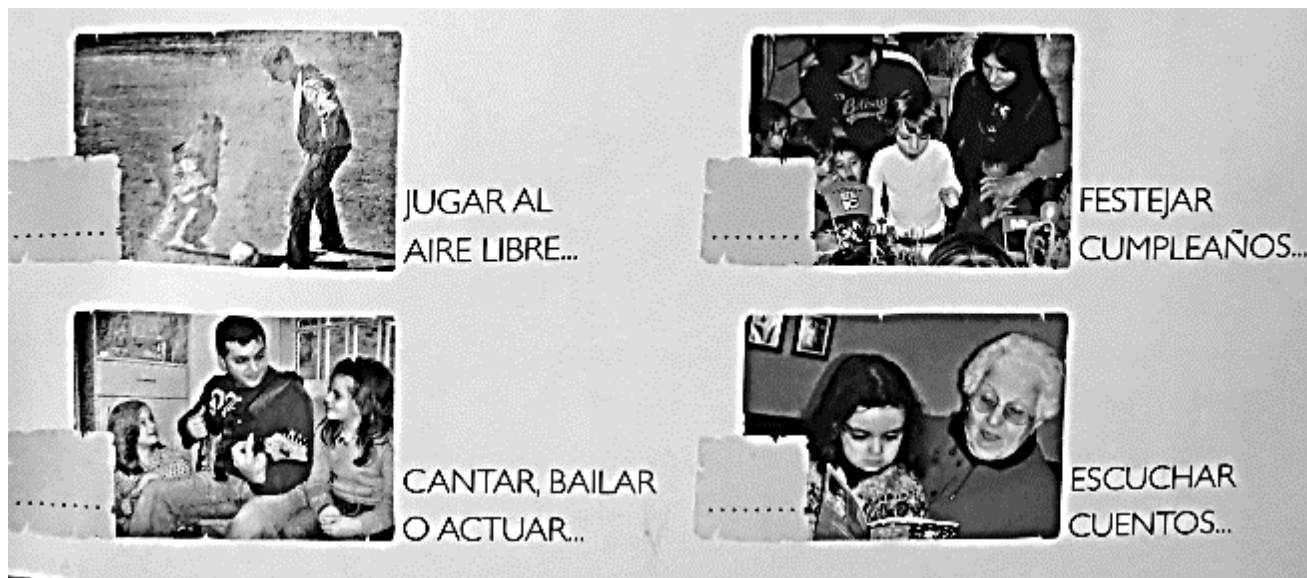 JUGAR AL
AIRE LIBRE...
FESTEJAR
CUMPLEAÑOS...
CANTAR, BAILAR
O ACTUAR...
ESCUCHAR
CUENTOS...